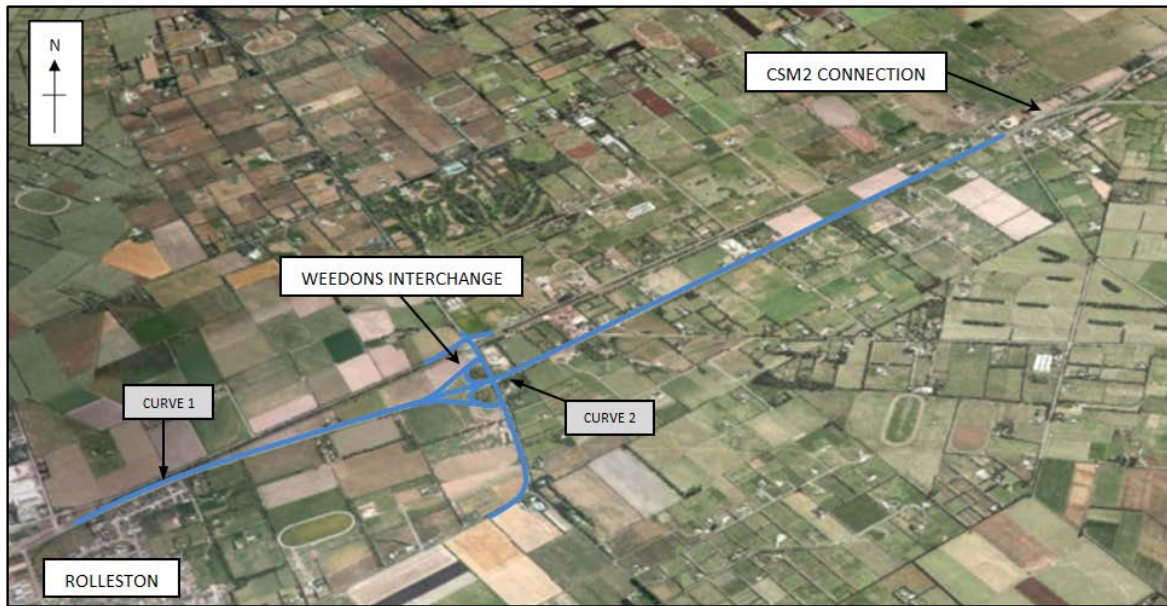 N
CSM2 CONNECTION
WEEDONS INTERCHANGE
CURVE 1
CURVE 2
ROLLESTON